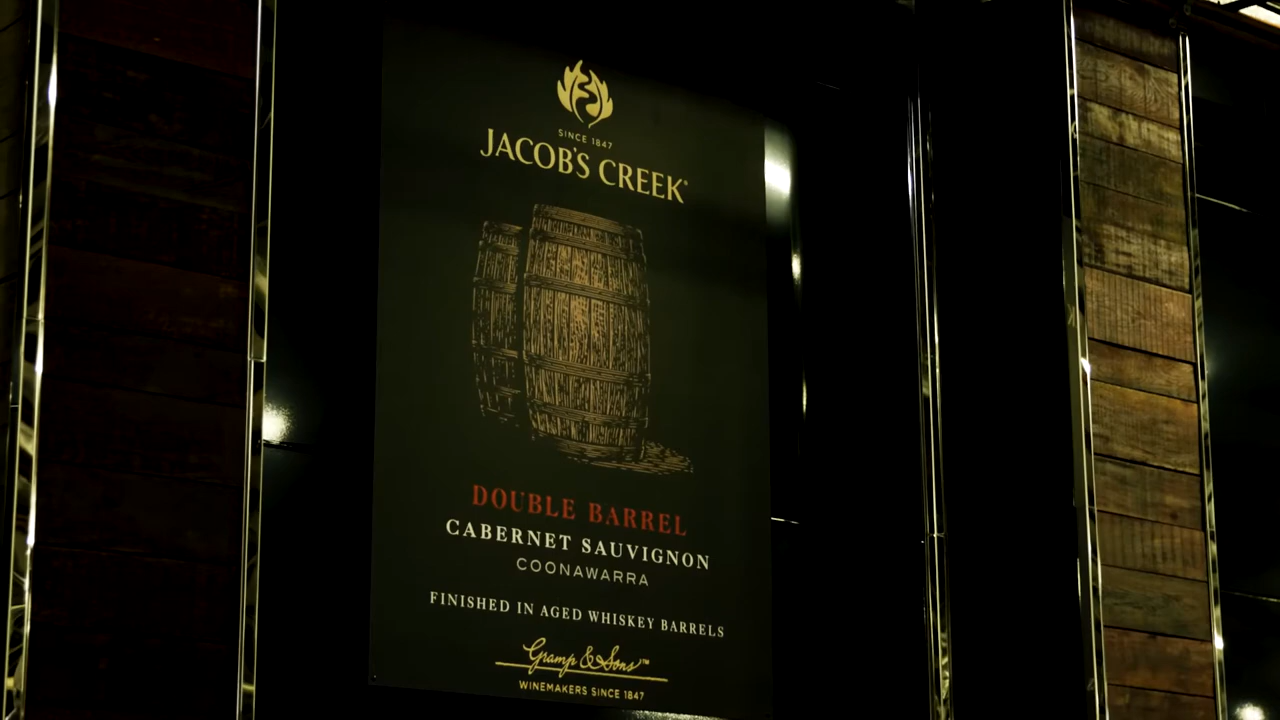 SINCE 1847
JACOB'S CREEK®
DOUBLE BARREL
CABERNET SAUVIGNON
COONAWARRA
FINISHED IN AGED WHISKEY BARRELS
Gramp & Sons™
WINEMAKERS SINCE 1847